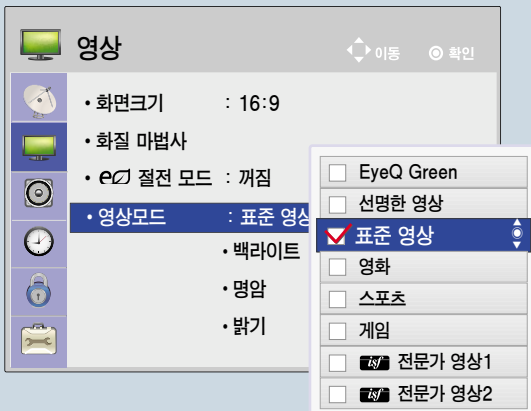 영상 이동 확인
• 화면크기 : 16:9
• 화질 마법사
• eco 절전 모드 : 꺼짐
• 영상모드 : 표준 영상
• 백라이트
• 명암
• 밝기
EyeQ Green
선명한 영상
표준 영상
영화
스포츠
게임
isf 전문가 영상1
isf 전문가 영상2